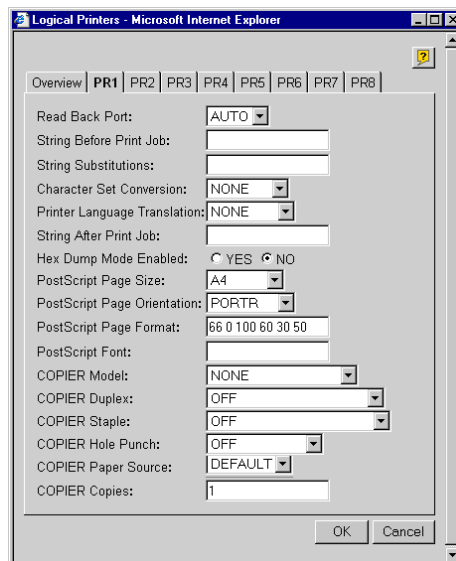 Logical Printers - Microsoft Internet Explorer
?
Overview PR1 PR2 PR3 PR4 PR5 PR6 PR7 PR8
Read Back Port: AUTO
String Before Print Job:
String Substitutions:
Character Set Conversion: NONE
Printer Language Translation: NONE
String After Print Job:
Hex Dump Mode Enabled: YES NO
PostScript Page Size: A4
PostScript Page Orientation: PORTR
PostScript Page Format: 66 0 100 60 30 50
PostScript Font:
COPIER Model: NONE
COPIER Duplex: OFF
COPIER Staple: OFF
COPIER Hole Punch: OFF
COPIER Paper Source: DEFAULT
COPIER Copies: 1
OK Cancel